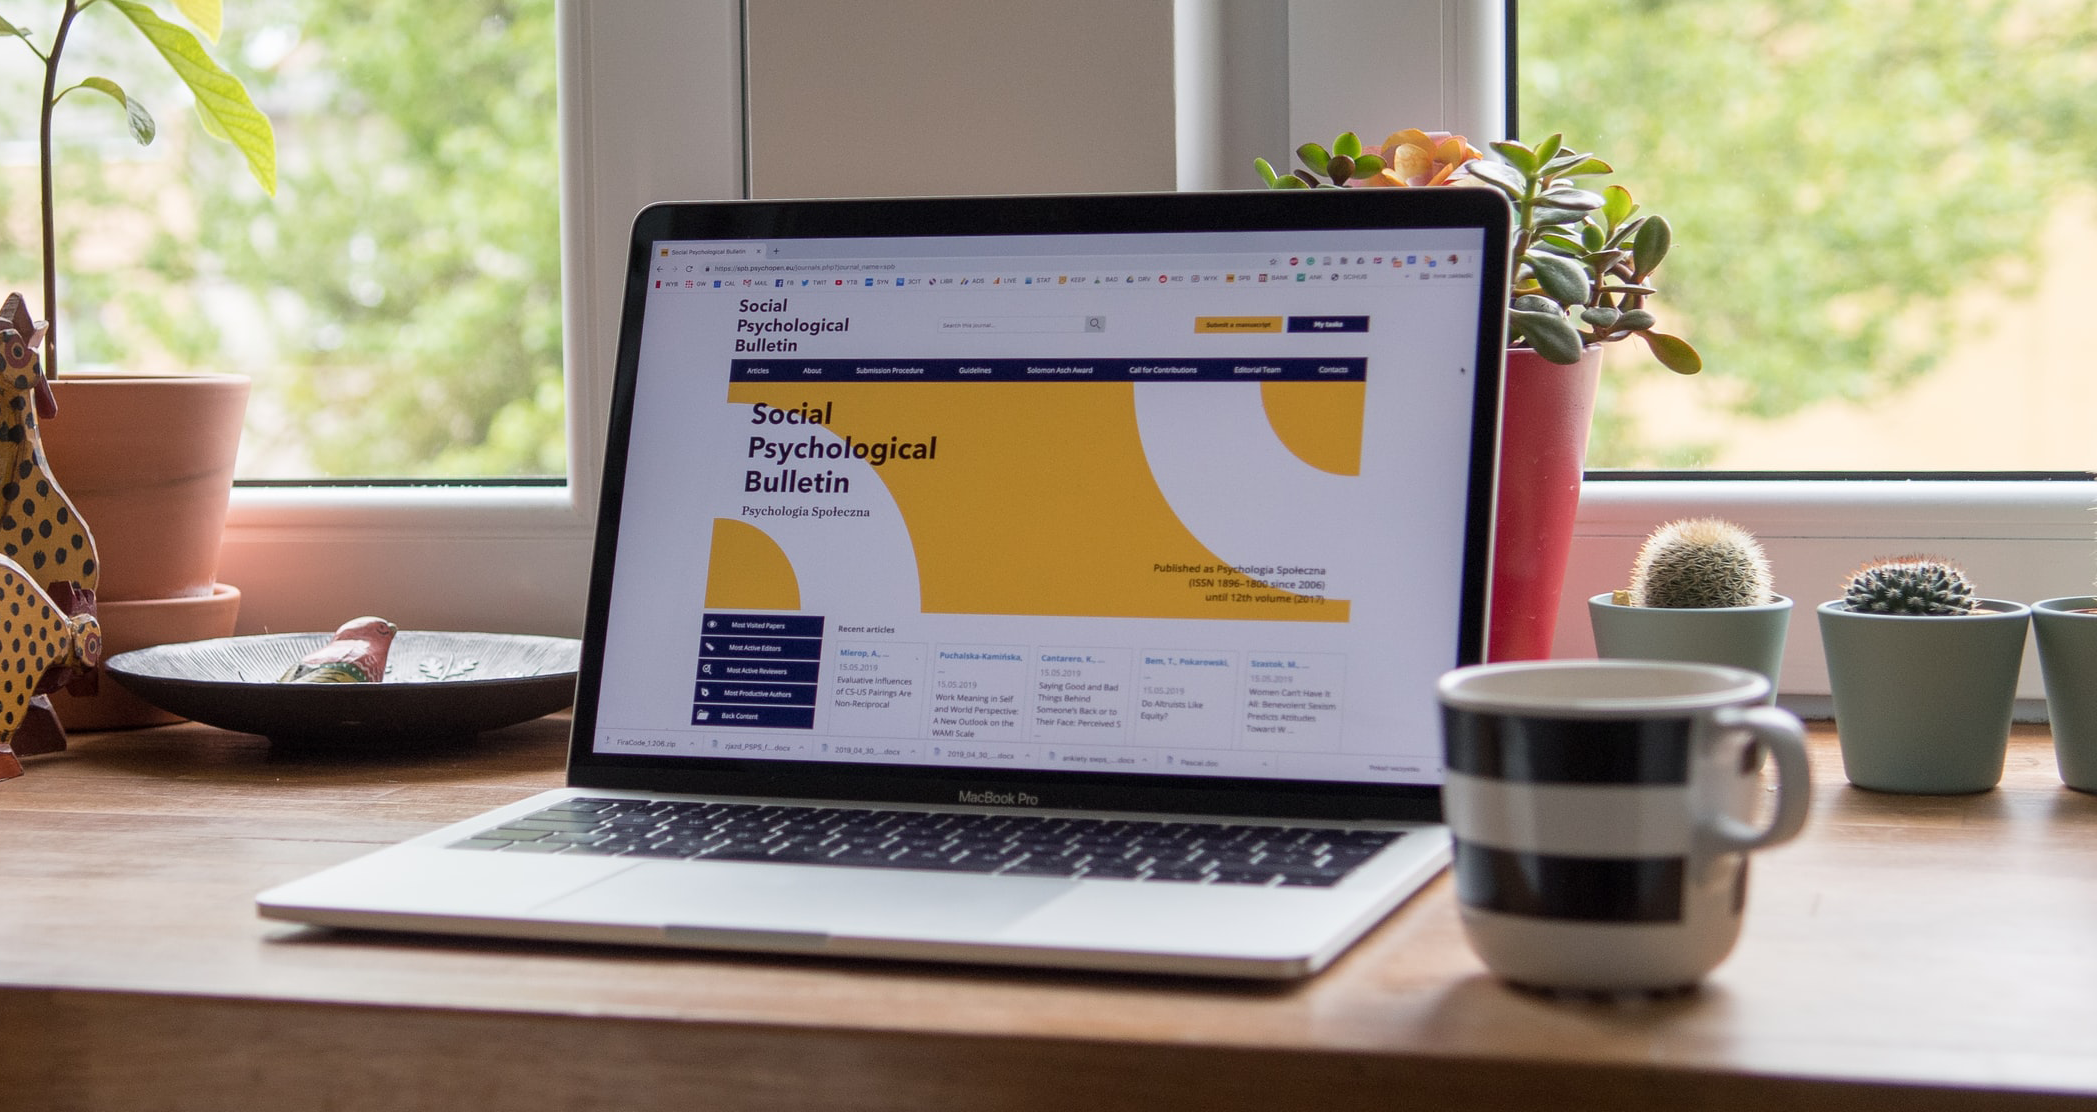 Social Psychological Bulletin
https://spb.psychopen.eu/journals.php?journal_name=spb
WYB GW CAL MAIL FB TWIT YTB SYN JCIT LIBR ADS LIVE STAT KEEP BAD DRV RED WYK SPB BANK ANK SCIHUB
Social
Psychological
Bulletin
Search this journal...
Submit a manuscript
My tasks
Articles About Submission Procedure Guidelines Solomon Asch Award Call for Contributions Editorial Team Contacts
Social
Psychological
Bulletin
Psychologia Społeczna
Published as Psychologia Społeczna
(ISSN 1896–1800 since 2006)
until 12th volume (2017)
Most Visited Papers
Most Active Editors
Most Active Reviewers
Most Productive Authors
Back Content
Recent articles
Mierop, A., ...
15.05.2019
Evaluative Influences
of CS-US Pairings Are
Non-Reciprocal
Puchalska-Kamińska,
...
15.05.2019
Work Meaning in Self
and World Perspective:
A New Outlook on the
WAMI Scale
Cantarero, K., ...
15.05.2019
Saying Good and Bad
Things Behind
Someone's Back or to
Their Face: Perceived S
...
Bem, T., Pokarowski,
...
15.05.2019
Do Altruists Like
Equity?
Szastok, M., ...
15.05.2019
Women Can't Have it
All: Benevolent Sexism
Predicts Attitudes
Toward W ...
FiraCode_1.206.zip
zjazd_PSPS_f....docx
2019_04_30_....docx
2019_04_30_....docx
ankiety.sweps_....docx
Pascal.doc
Pokaż wszystko
MacBook Pro